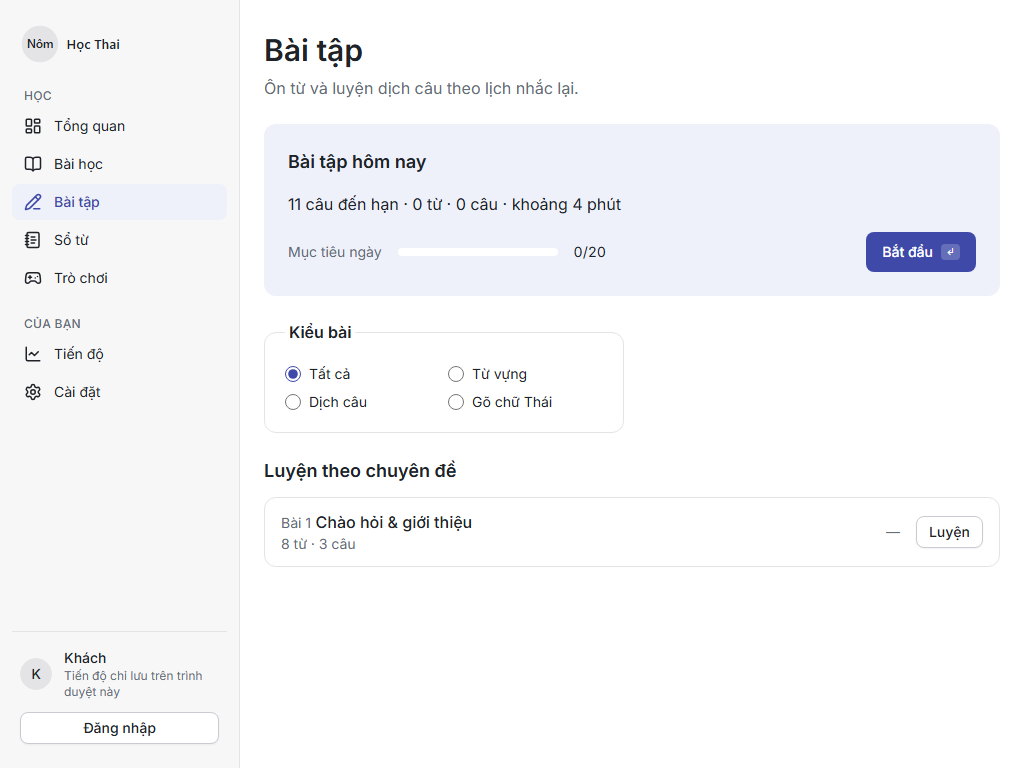 Nôm Học Thai
HỌC
Tổng quan
Bài học
Bài tập
Sổ từ
Trò chơi
CỦA BẠN
Tiến độ
Cài đặt
K
Khách
Tiến độ chỉ lưu trên trình
duyệt này
Đăng nhập
Bài tập
Ôn từ và luyện dịch câu theo lịch nhắc lại.
Bài tập hôm nay
11 câu đến hạn · 0 từ · 0 câu · khoảng 4 phút
Mục tiêu ngày 0/20
Bắt đầu ↵
Kiểu bài
Tất cả Từ vựng
Dịch câu Gõ chữ Thái
Luyện theo chuyên đề
Bài 1 Chào hỏi & giới thiệu
8 từ · 3 câu
— Luyện